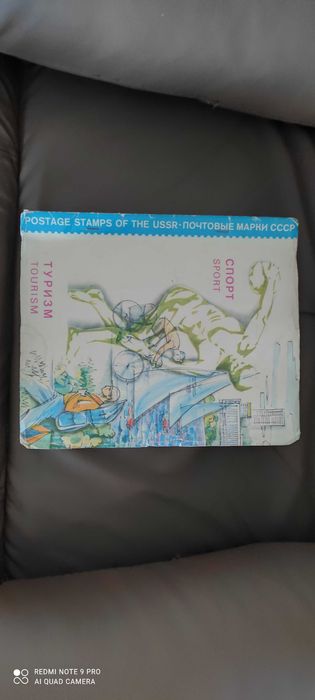 POSTAGE STAMPS OF THE USSR·ПОЧТОВЫЕ МАРКИ СССР
СПОРТ
SPORT
ТУРИЗМ
TOURISM
REDMI NOTE 9 PRO
AI QUAD CAMERA